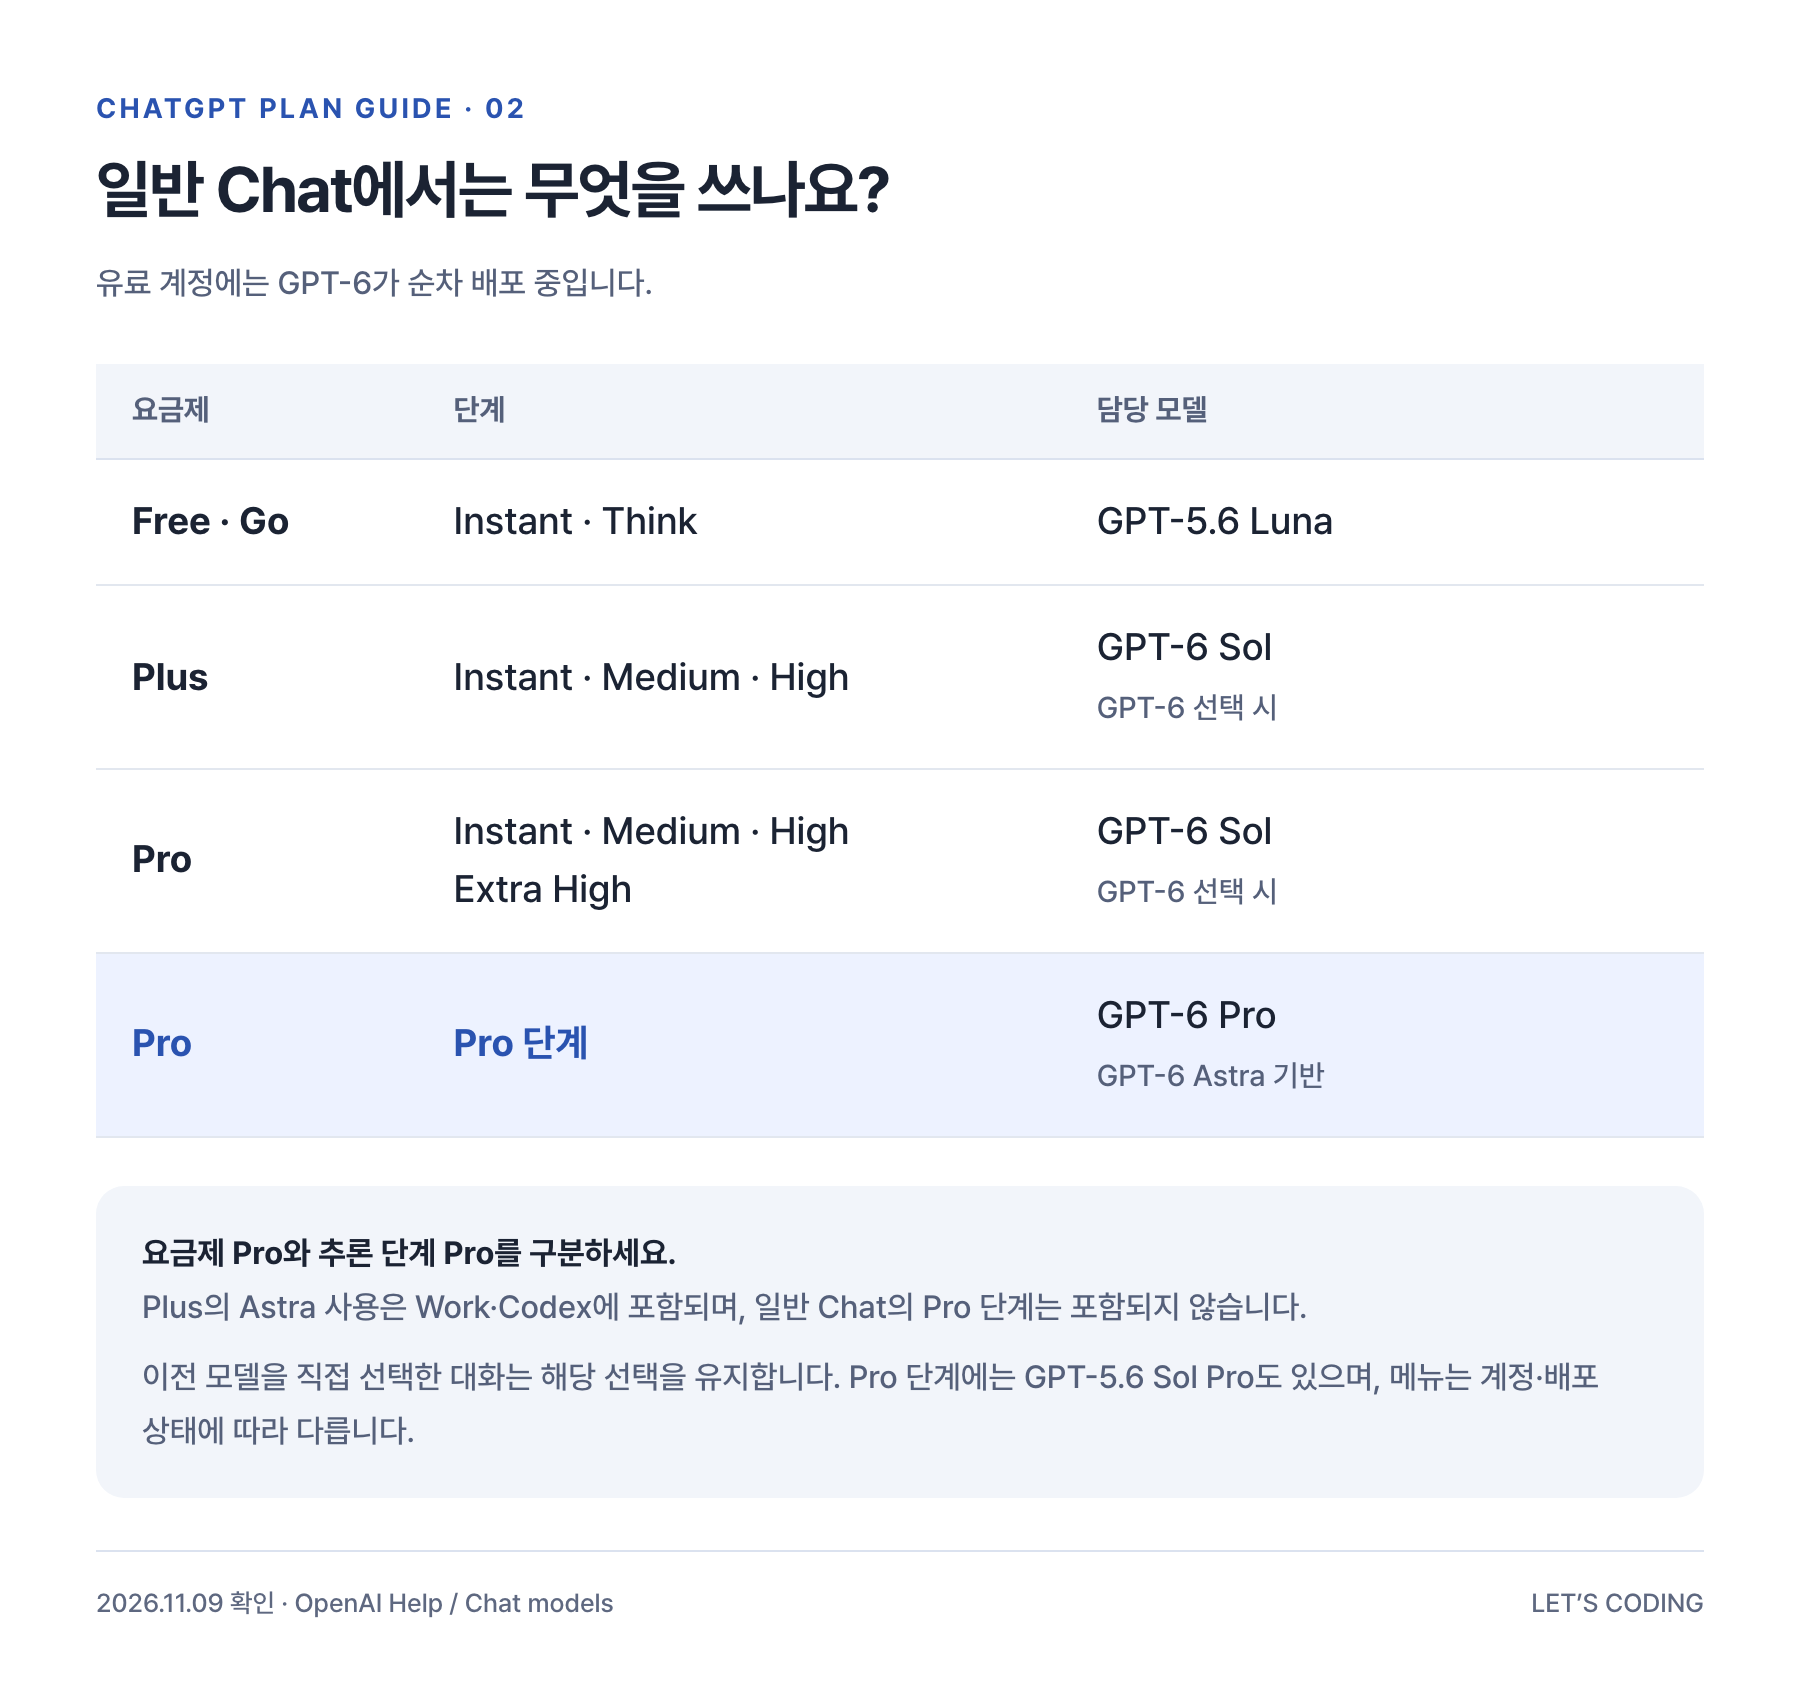 CHATGPT PLAN GUIDE · 02
일반 Chat에서는 무엇을 쓰나요?
유료 계정에는 GPT-6가 순차 배포 중입니다.
요금제 단계 담당 모델
Free · Go Instant · Think GPT-5.6 Luna
Plus Instant · Medium · High GPT-6 Sol
GPT-6 선택 시
Pro Instant · Medium · High GPT-6 Sol
Extra High GPT-6 선택 시
Pro Pro 단계 GPT-6 Pro
GPT-6 Astra 기반
요금제 Pro와 추론 단계 Pro를 구분하세요.
Plus의 Astra 사용은 Work·Codex에 포함되며, 일반 Chat의 Pro 단계는 포함되지 않습니다.
이전 모델을 직접 선택한 대화는 해당 선택을 유지합니다. Pro 단계에는 GPT-5.6 Sol Pro도 있으며, 메뉴는 계정·배포
상태에 따라 다릅니다.
2026.11.09 확인 · OpenAI Help / Chat models LET’S CODING